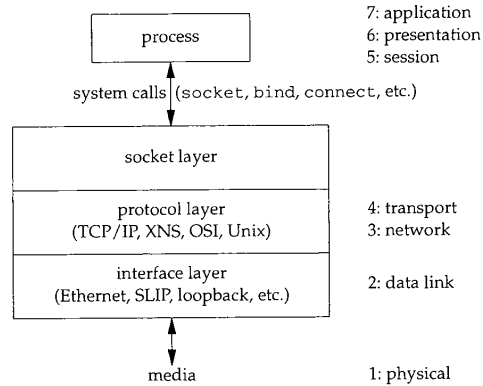 7: application
process
6: presentation
5: session
system calls (socket, bind, connect, etc.)
socket layer
protocol layer
4: transport
(TCP/IP, XNS, OSI, Unix)
3: network
interface layer
2: data link
(Ethernet, SLIP, loopback, etc.)
media
1: physical